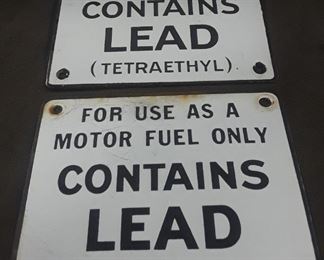 CONTAINS
LEAD
(TETRAETHYL).
FOR USE AS A
MOTOR FUEL ONLY
CONTAINS
LEAD